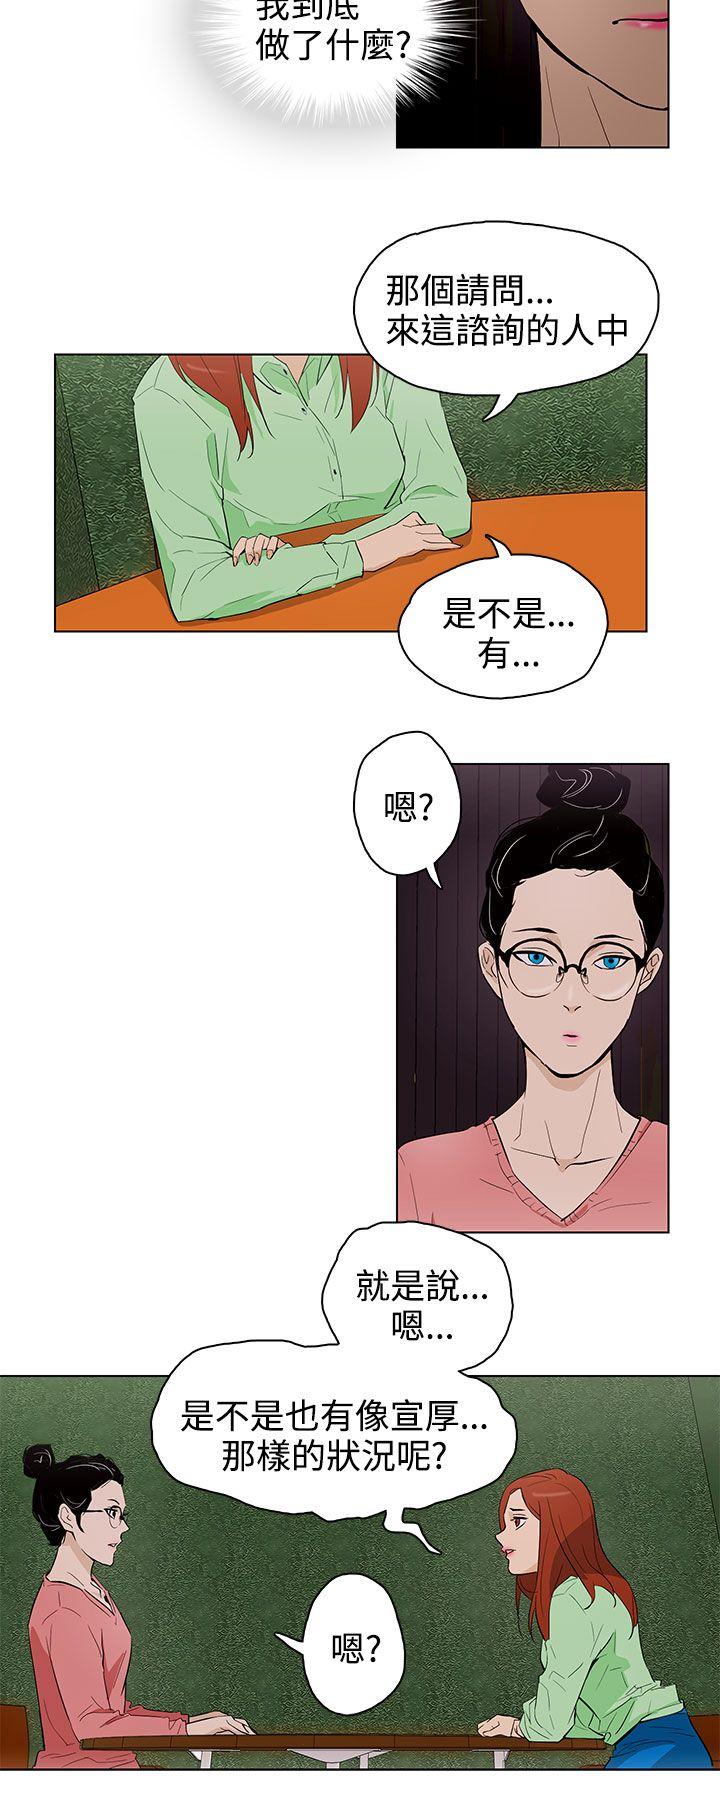 我到底
做了什麼?
那個請問...
來這諮詢的人中
是不是...
有...
嗯?
就是說...
嗯...
是不是也有像宣厚...
那樣的狀況呢?
嗯?